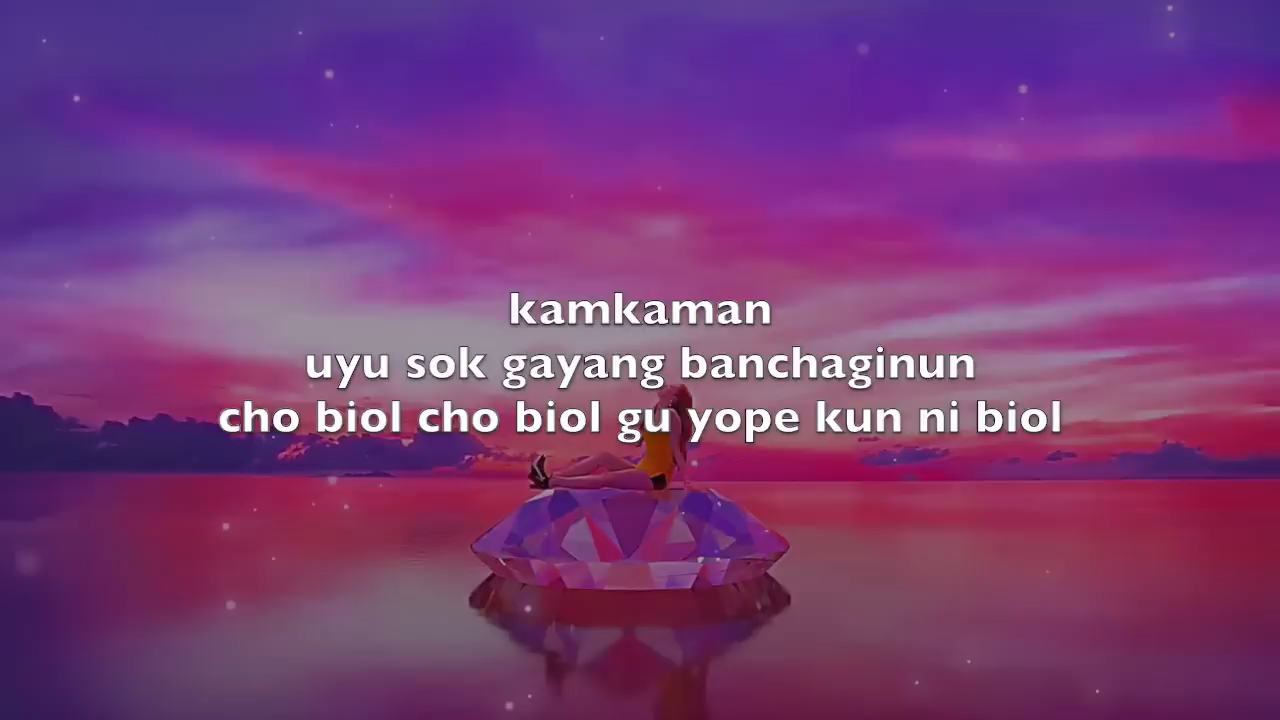 kamkaman
uyu sok gayang banchaginun
cho biol cho biol gu yope kun ni biol